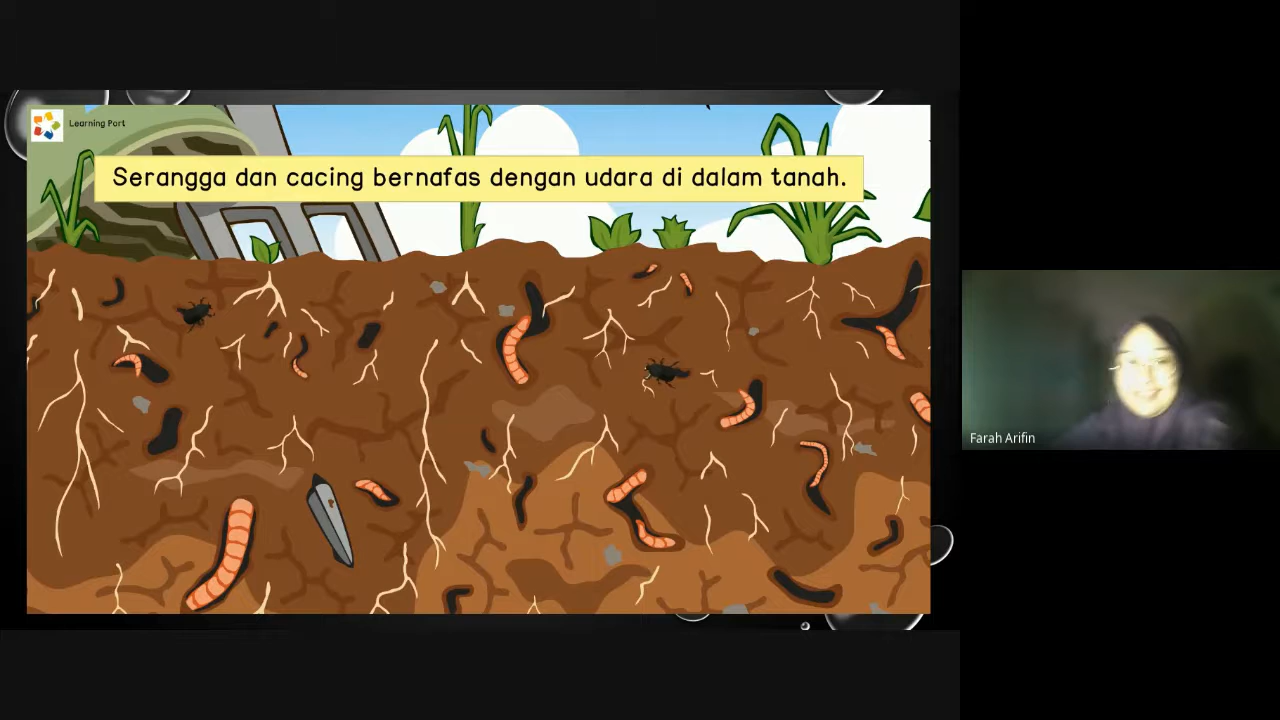 Learning Port
Serangga dan cacing bernafas dengan udara di dalam tanah.
Farah Arifin